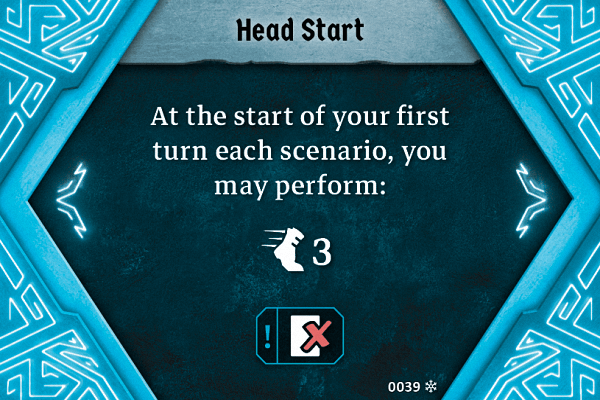 Head Start
At the start of your first
turn each scenario, you
may perform:
3
!
0039